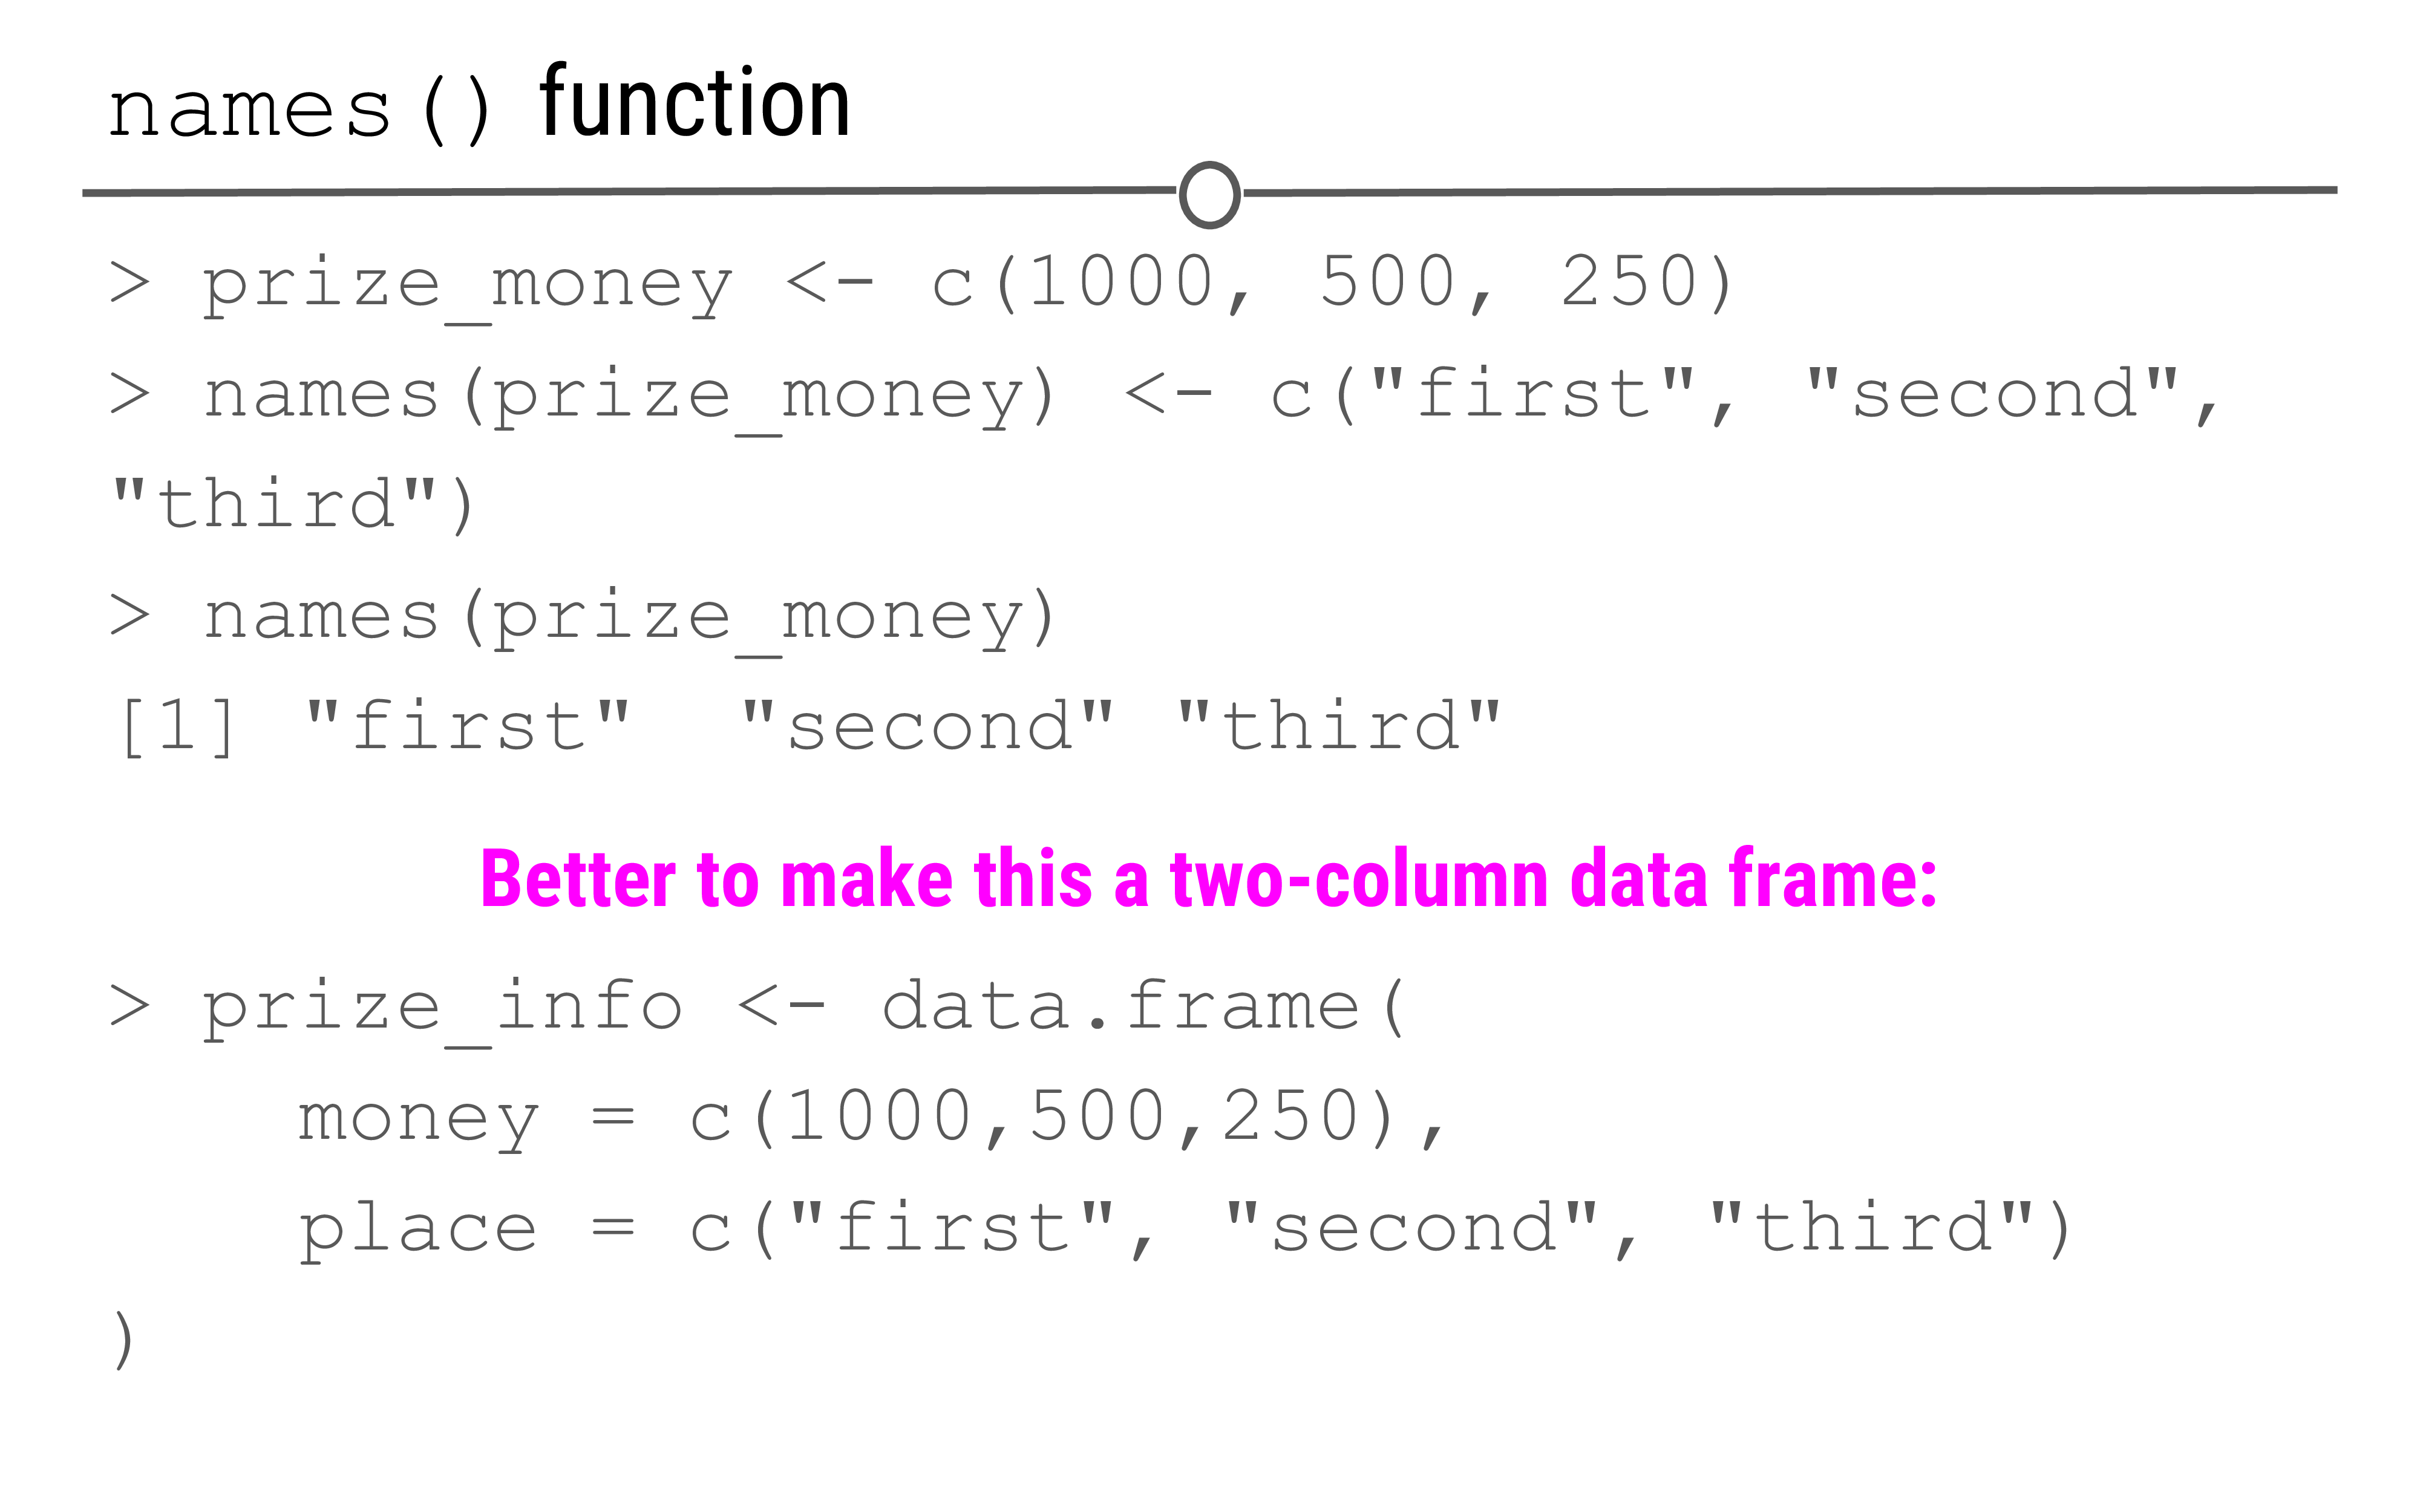 names() function
> prize_money <- c(1000, 500, 250)
> names(prize_money) <- c("first", "second",
"third")
> names(prize_money)
[1] "first"  "second" "third"
Better to make this a two-column data frame:
> prize_info <- data.frame(
    money = c(1000,500,250),
    place = c("first", "second", "third")
)